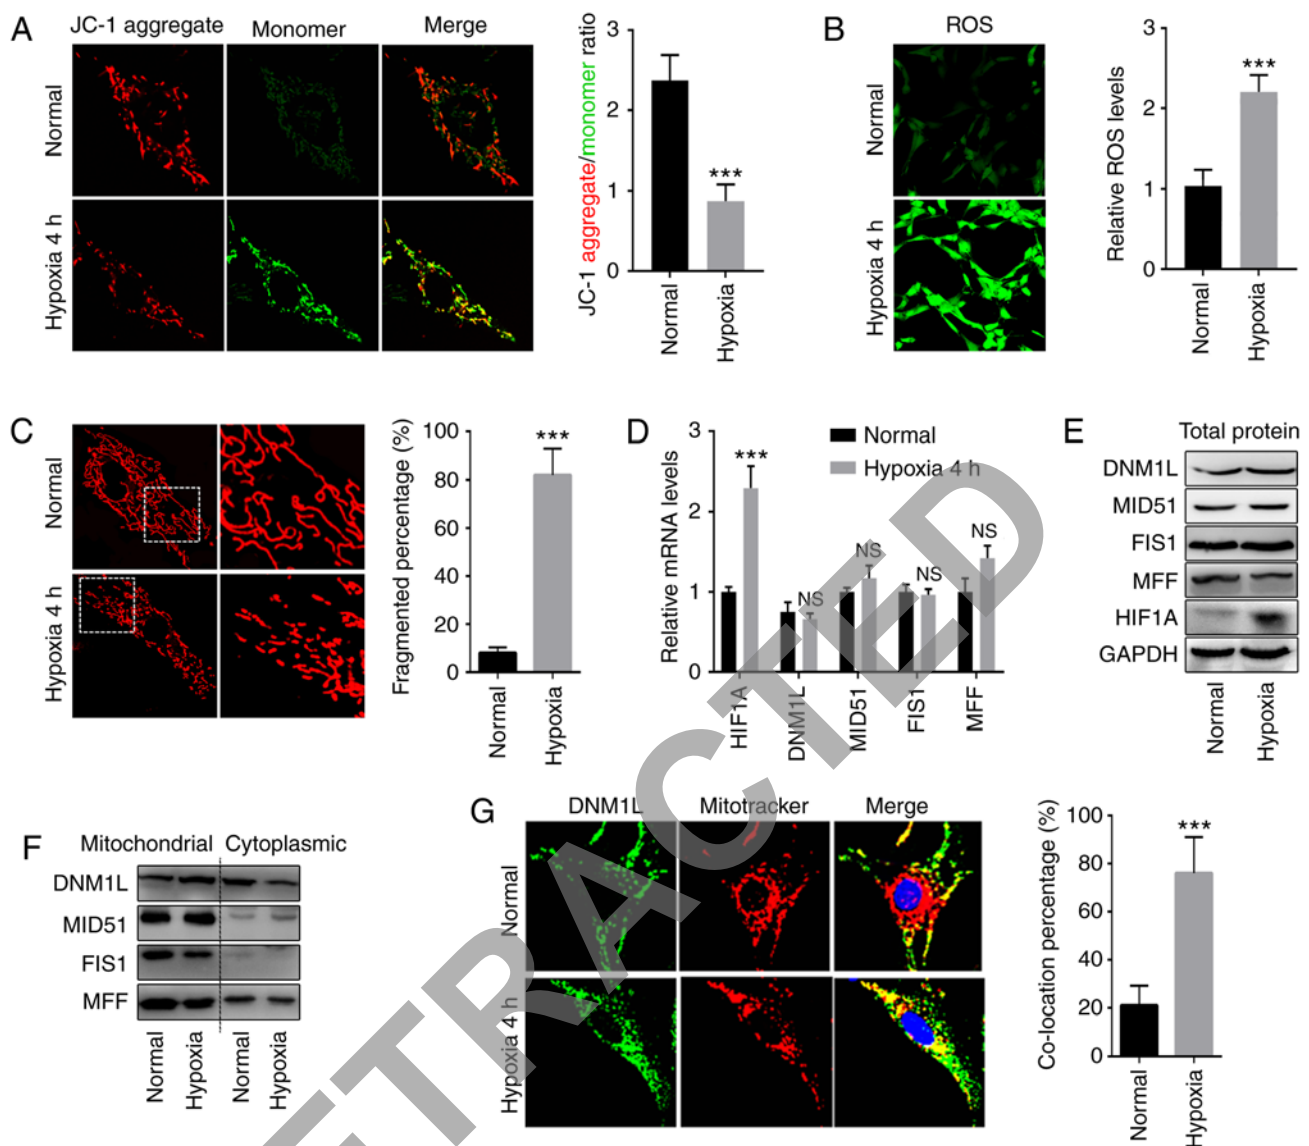 A
JC-1 aggregate
Monomer
Merge
Normal
Hypoxia 4 h
JC-1 aggregate/monomer ratio
3
2
1
0
***
Normal
Hypoxia
B
ROS
Normal
Hypoxia 4 h
Relative ROS levels
3
2
1
0
***
Normal
Hypoxia
C
Normal
Hypoxia 4 h
Fragmented percentage (%)
100
80
60
40
20
0
***
Normal
Hypoxia
D
Relative mRNA levels
3
2
1
0
Normal
Hypoxia 4 h
***
NS
NS
NS
NS
HIF1A
DNM1L
MID51
FIS1
MFF
E
Total protein
DNM1L
MID51
FIS1
MFF
HIF1A
GAPDH
Normal
Hypoxia
F
Mitochondrial
Cytoplasmic
DNM1L
MID51
FIS1
MFF
Normal
Hypoxia
Normal
Hypoxia
G
DNM1L
Mitotracker
Merge
Normal
Hypoxia 4 h
Co-location percentage (%)
100
80
60
40
20
0
***
Normal
Hypoxia
ETRACTED